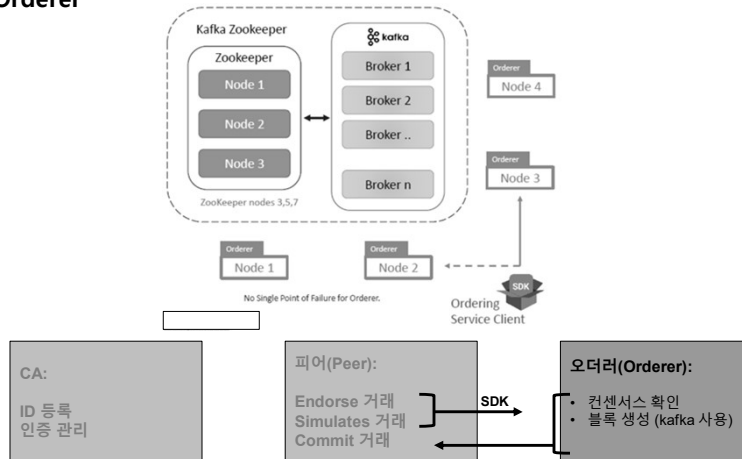 Orderer
Kafka Zookeeper
kafka
Zookeeper
Node 1
Node 2
Node 3
Broker 1
Broker 2
Broker ..
Broker n
ZooKeeper nodes 3,5,7
Orderer
Node 4
Orderer
Node 3
Orderer
Node 1
Orderer
Node 2
No Single Point of Failure for Orderer.
SDK
Ordering
Service Client
CA:
ID 등록
인증 관리
피어(Peer):
Endorse 거래
Simulates 거래
Commit 거래
SDK
오더러(Orderer):
• 컨센서스 확인
• 블록 생성 (kafka 사용)